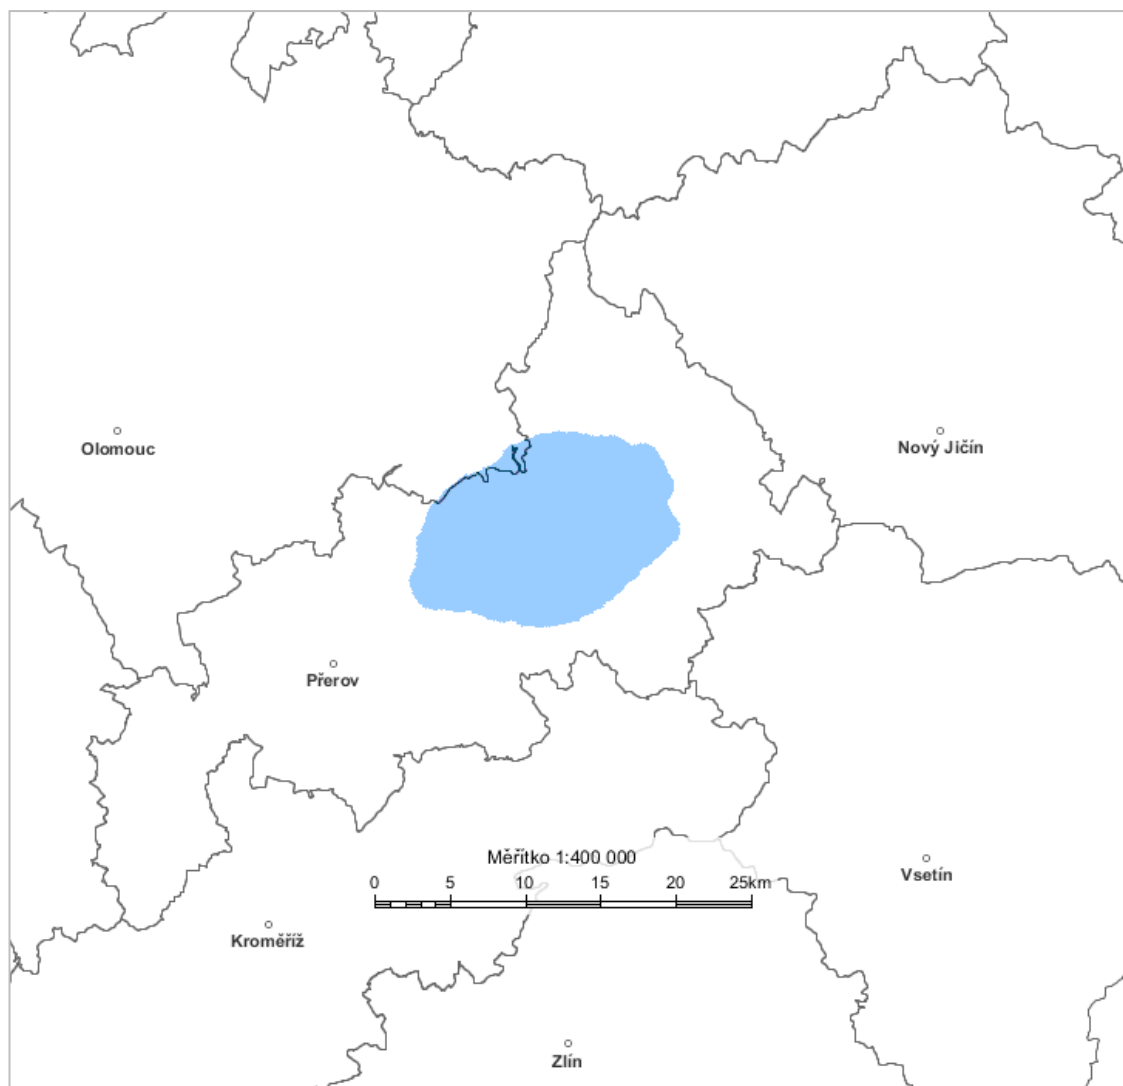 Olomouc
Nový Jičín
Přerov
Měřítko 1:400 000
0 5 10 15 20 25km
Vsetín
Kroměříž
Zlín